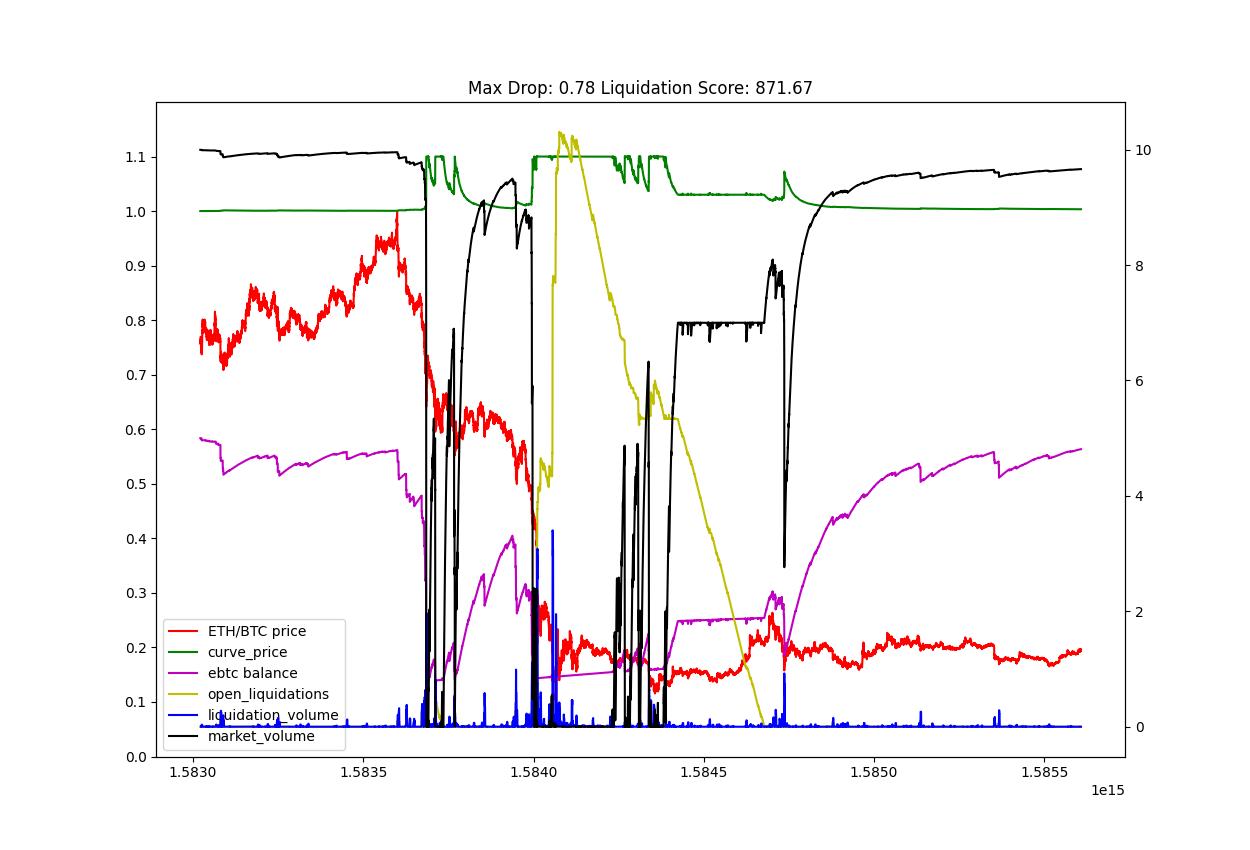 Max Drop: 0.78 Liquidation Score: 871.67
1.1
1.0
0.9
0.8
0.7
0.6
0.5
0.4
0.3
0.2
0.1
0.0
10
8
6
4
2
0
ETH/BTC price
curve_price
ebtc balance
open_liquidations
liquidation_volume
market_volume
1.5830 1.5835 1.5840 1.5845 1.5850 1.5855
1e15